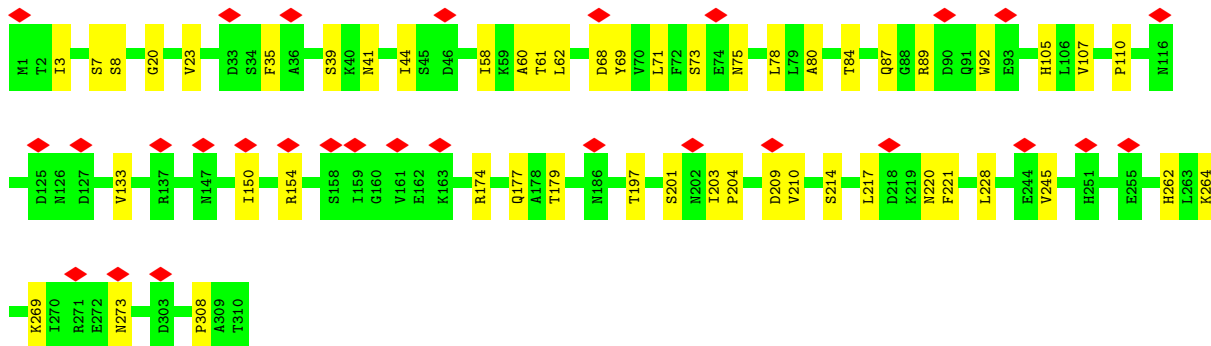 M1 T2 I3 S7 S8 G20 V23 D33 S34 F35 A36 S39 K40 N41 I44 S45 D46 I58 K59 A60 T61 L62 D68 Y69 V70 L71 F72 S73 E74 N75 L78 L79 A80 T84 Q87 G88 R89 D90 Q91 W92 E93 H105 L106 V107 P110 N116
D125 N126 D127 V133 R137 N147 I150 R154 S158 I159 G160 V161 E162 K163 R174 Q177 A178 T179 N186 T197 S201 N202 I203 P204 D209 V210 S214 L217 D218 K219 N220 F221 L228 E244 V245 H251 E255 H262 L263 K264
K269 I270 R271 E272 N273 D303 P308 A309 T310